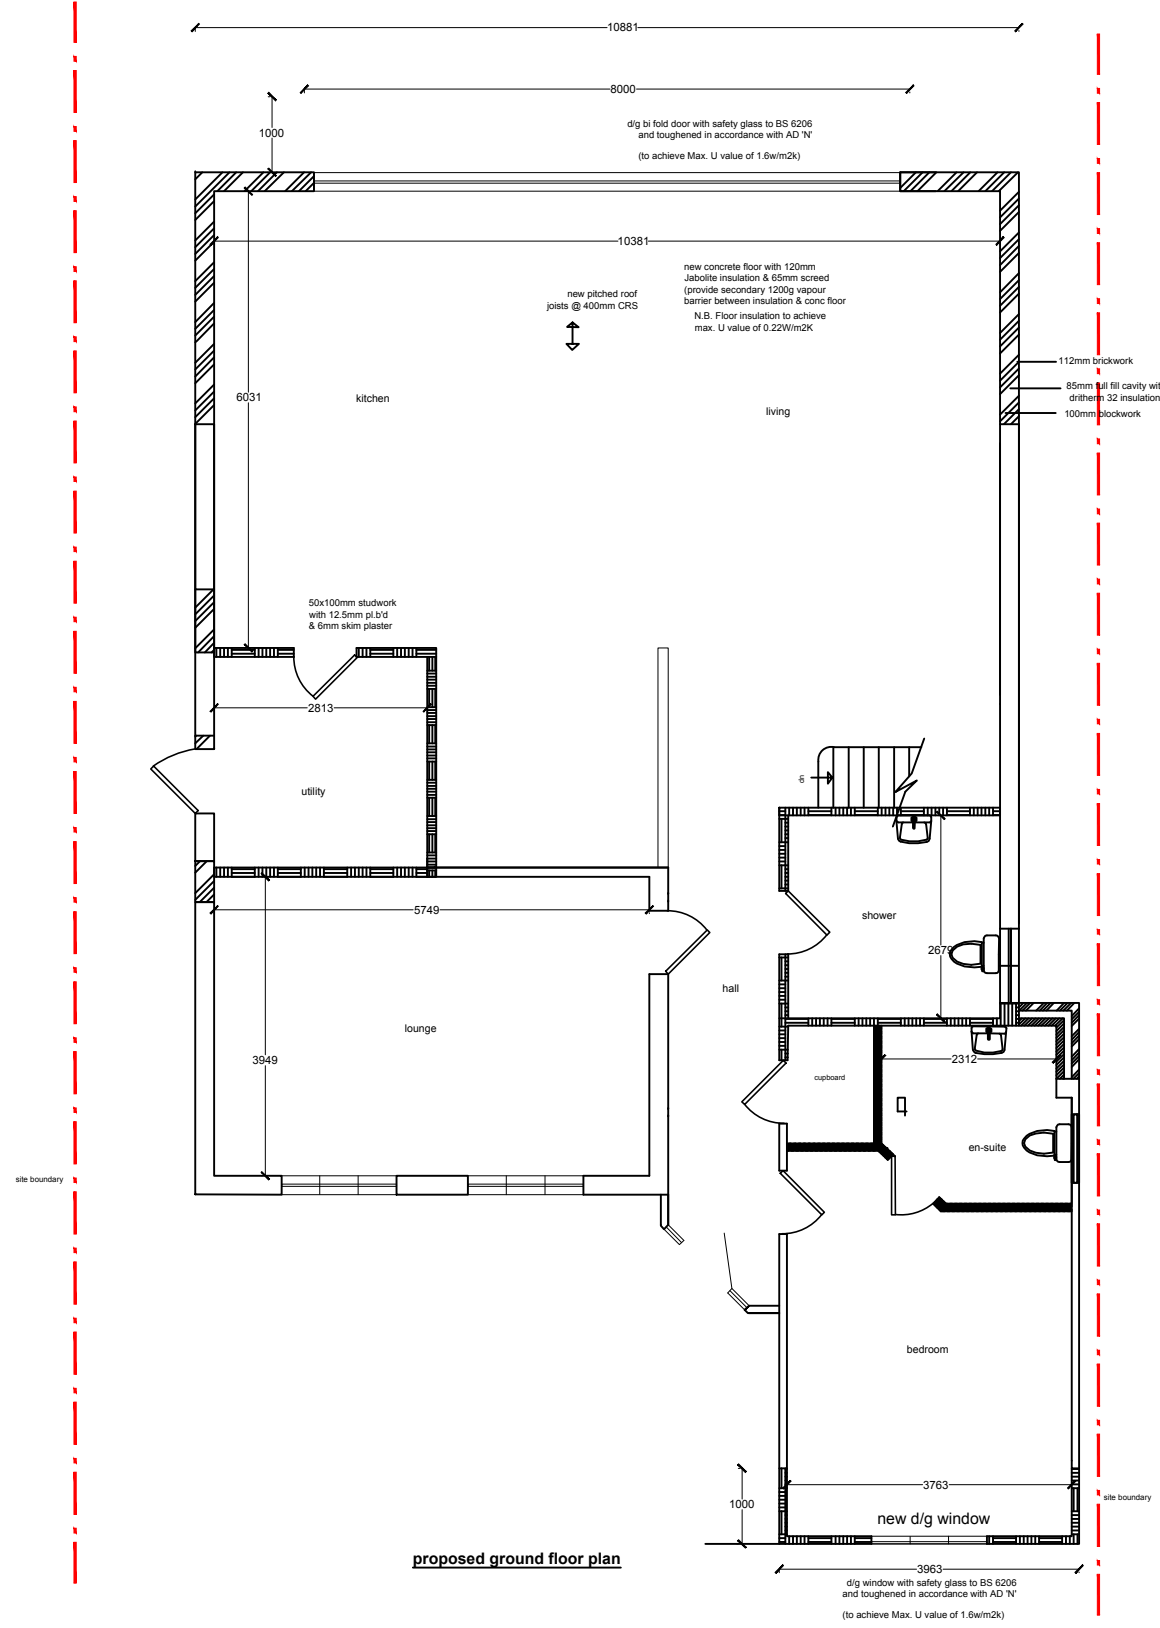 10881
8000
1000
d/g bi fold door with safety glass to BS 6206
and toughened in accordance with AD 'N'
(to achieve Max. U value of 1.6w/m2k)
10381
new concrete floor with 120mm
Jabolite insulation & 65mm screed
(provide secondary 1200g vapour
barrier between insulation & conc floor
N.B. Floor insulation to achieve
max. U value of 0.22W/m2K
new pitched roof
joists @ 400mm CRS
112mm brickwork
85mm full fill cavity wit
dritherm 32 insulation
100mm blockwork
6031
kitchen
living
50x100mm studwork
with 12.5mm pl.b'd
& 6mm skim plaster
2813
utility
5749
shower
2679
hall
lounge
3949
2312
cupboard
en-suite
site boundary
bedroom
3763
1000
new d/g window
site boundary
proposed ground floor plan
3963
d/g window with safety glass to BS 6206
and toughened in accordance with AD 'N'
(to achieve Max. U value of 1.6w/m2k)